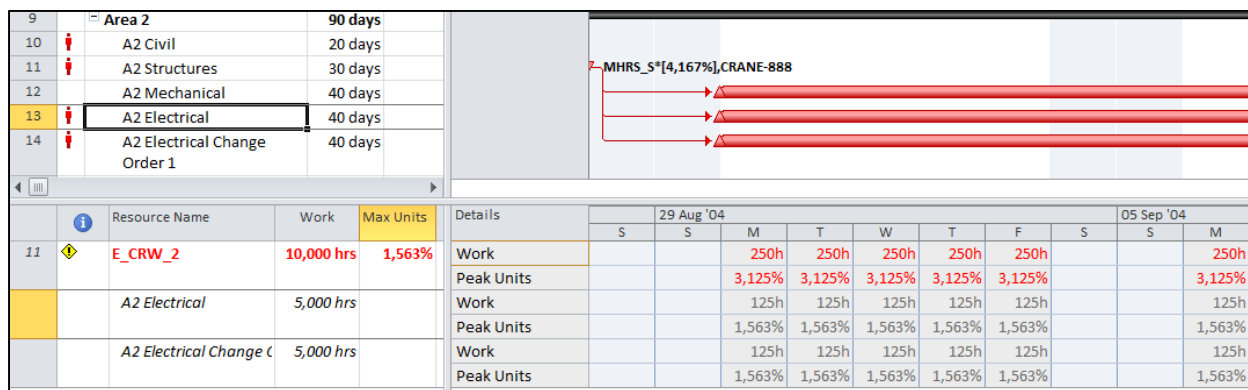 9 Area 2 90 days
10 A2 Civil 20 days
11 A2 Structures 30 days MHRS_S*[4,167%],CRANE-888
12 A2 Mechanical 40 days
13 A2 Electrical 40 days
14 A2 Electrical Change 40 days
Order 1
Resource Name Work Max Units Details 29 Aug '04 05 Sep '04
S S M T W T F S S M
11 E_CRW_2 10,000 hrs 1,563% Work 250h 250h 250h 250h 250h 250h
Peak Units 3,125% 3,125% 3,125% 3,125% 3,125% 3,125%
A2 Electrical 5,000 hrs Work 125h 125h 125h 125h 125h 125h
Peak Units 1,563% 1,563% 1,563% 1,563% 1,563% 1,563%
A2 Electrical Change 5,000 hrs Work 125h 125h 125h 125h 125h 125h
Peak Units 1,563% 1,563% 1,563% 1,563% 1,563% 1,563%